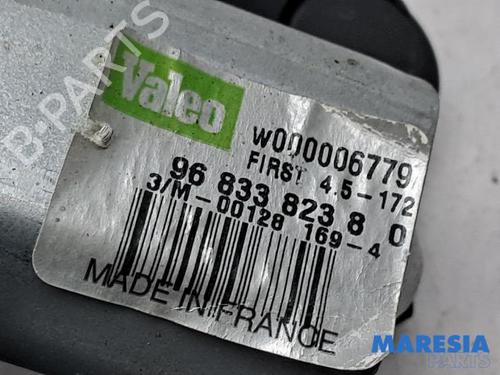 Valeo
W000006779
FIRST 4,5-172
96 833 823 8 0
3/M-00128 169-4
MADE IN FRANCE
B-PARTS
MARESIA
PARTS